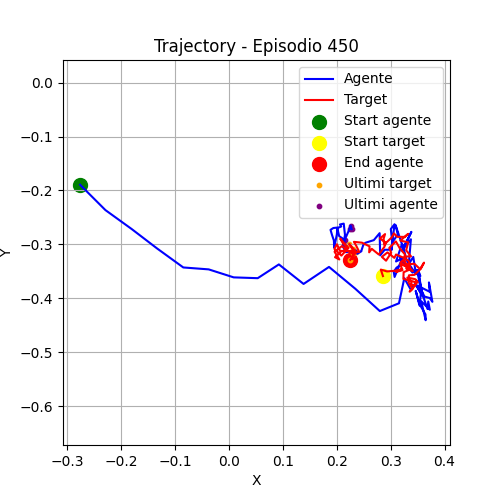 Trajectory - Episodio 450
Agente
Target
Start agente
Start target
End agente
Ultimi target
Ultimi agente
0.0
−0.1
−0.2
−0.3
−0.4
−0.5
−0.6
Y
−0.3 −0.2 −0.1 0.0 0.1 0.2 0.3 0.4
X